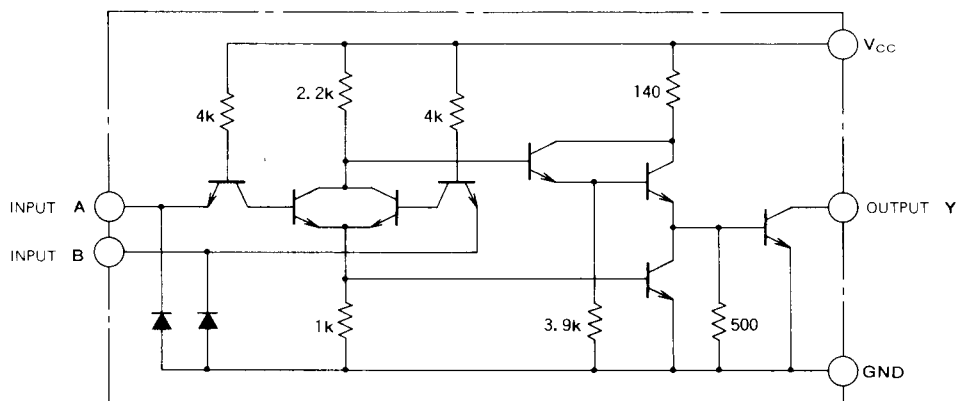 VCC
2.2k
140
4k
4k
INPUT A
OUTPUT Y
INPUT B
1k
3.9k
500
GND